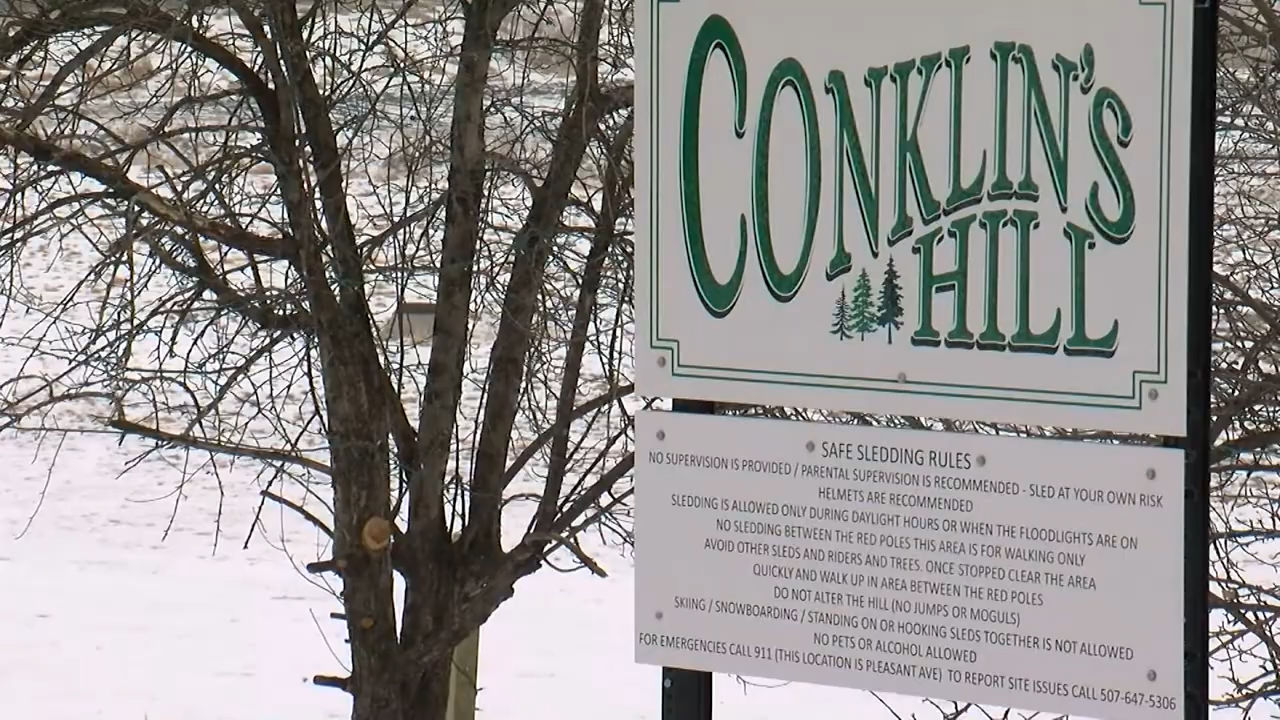 CONKLIN'S
HILL
SAFE SLEDDING RULES
NO SUPERVISION IS PROVIDED / PARENTAL SUPERVISION IS RECOMMENDED - SLED AT YOUR OWN RISK
HELMETS ARE RECOMMENDED
SLEDDING IS ALLOWED ONLY DURING DAYLIGHT HOURS OR WHEN THE FLOODLIGHTS ARE ON
NO SLEDDING BETWEEN THE RED POLES THIS AREA IS FOR WALKING ONLY
AVOID OTHER SLEDS AND RIDERS AND TREES. ONCE STOPPED CLEAR THE AREA
QUICKLY AND WALK UP IN AREA BETWEEN THE RED POLES
DO NOT ALTER THE HILL (NO JUMPS OR MOGULS)
SKIING / SNOWBOARDING / STANDING ON OR HOOKING SLEDS TOGETHER IS NOT ALLOWED
NO PETS OR ALCOHOL ALLOWED
FOR EMERGENCIES CALL 911 (THIS LOCATION IS PLEASANT AVE) TO REPORT SITE ISSUES CALL 507-647-5306